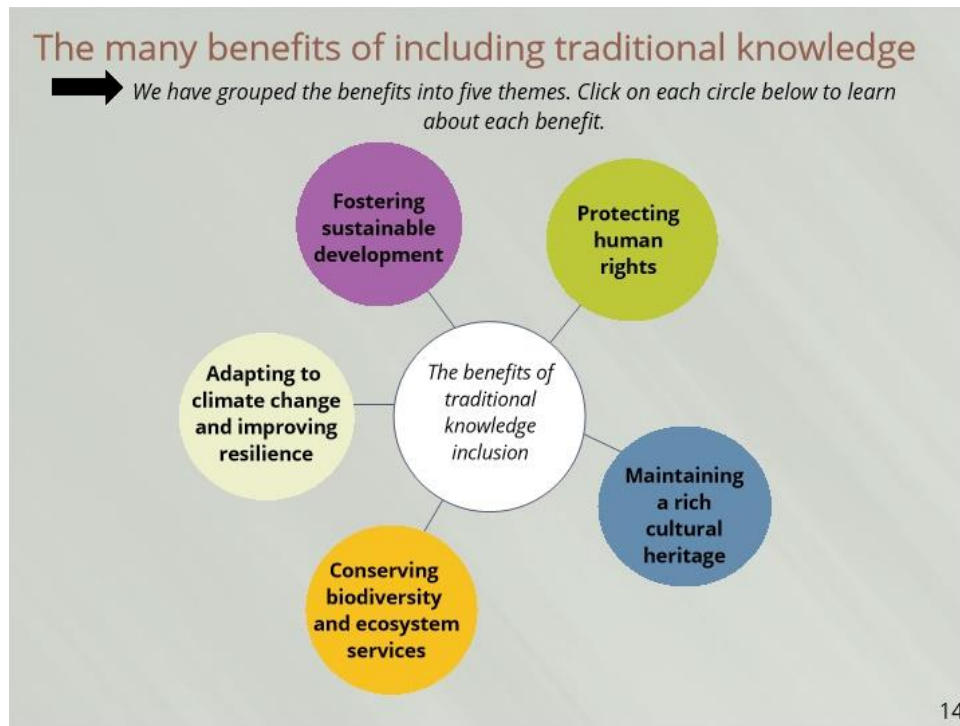 The many benefits of including traditional knowledge
We have grouped the benefits into five themes. Click on each circle below to learn
about each benefit.
Fostering
sustainable
development
Protecting
human
rights
Adapting to
climate change
and improving
resilience
The benefits of
traditional
knowledge
inclusion
Maintaining
a rich
cultural
heritage
Conserving
biodiversity
and ecosystem
services
14